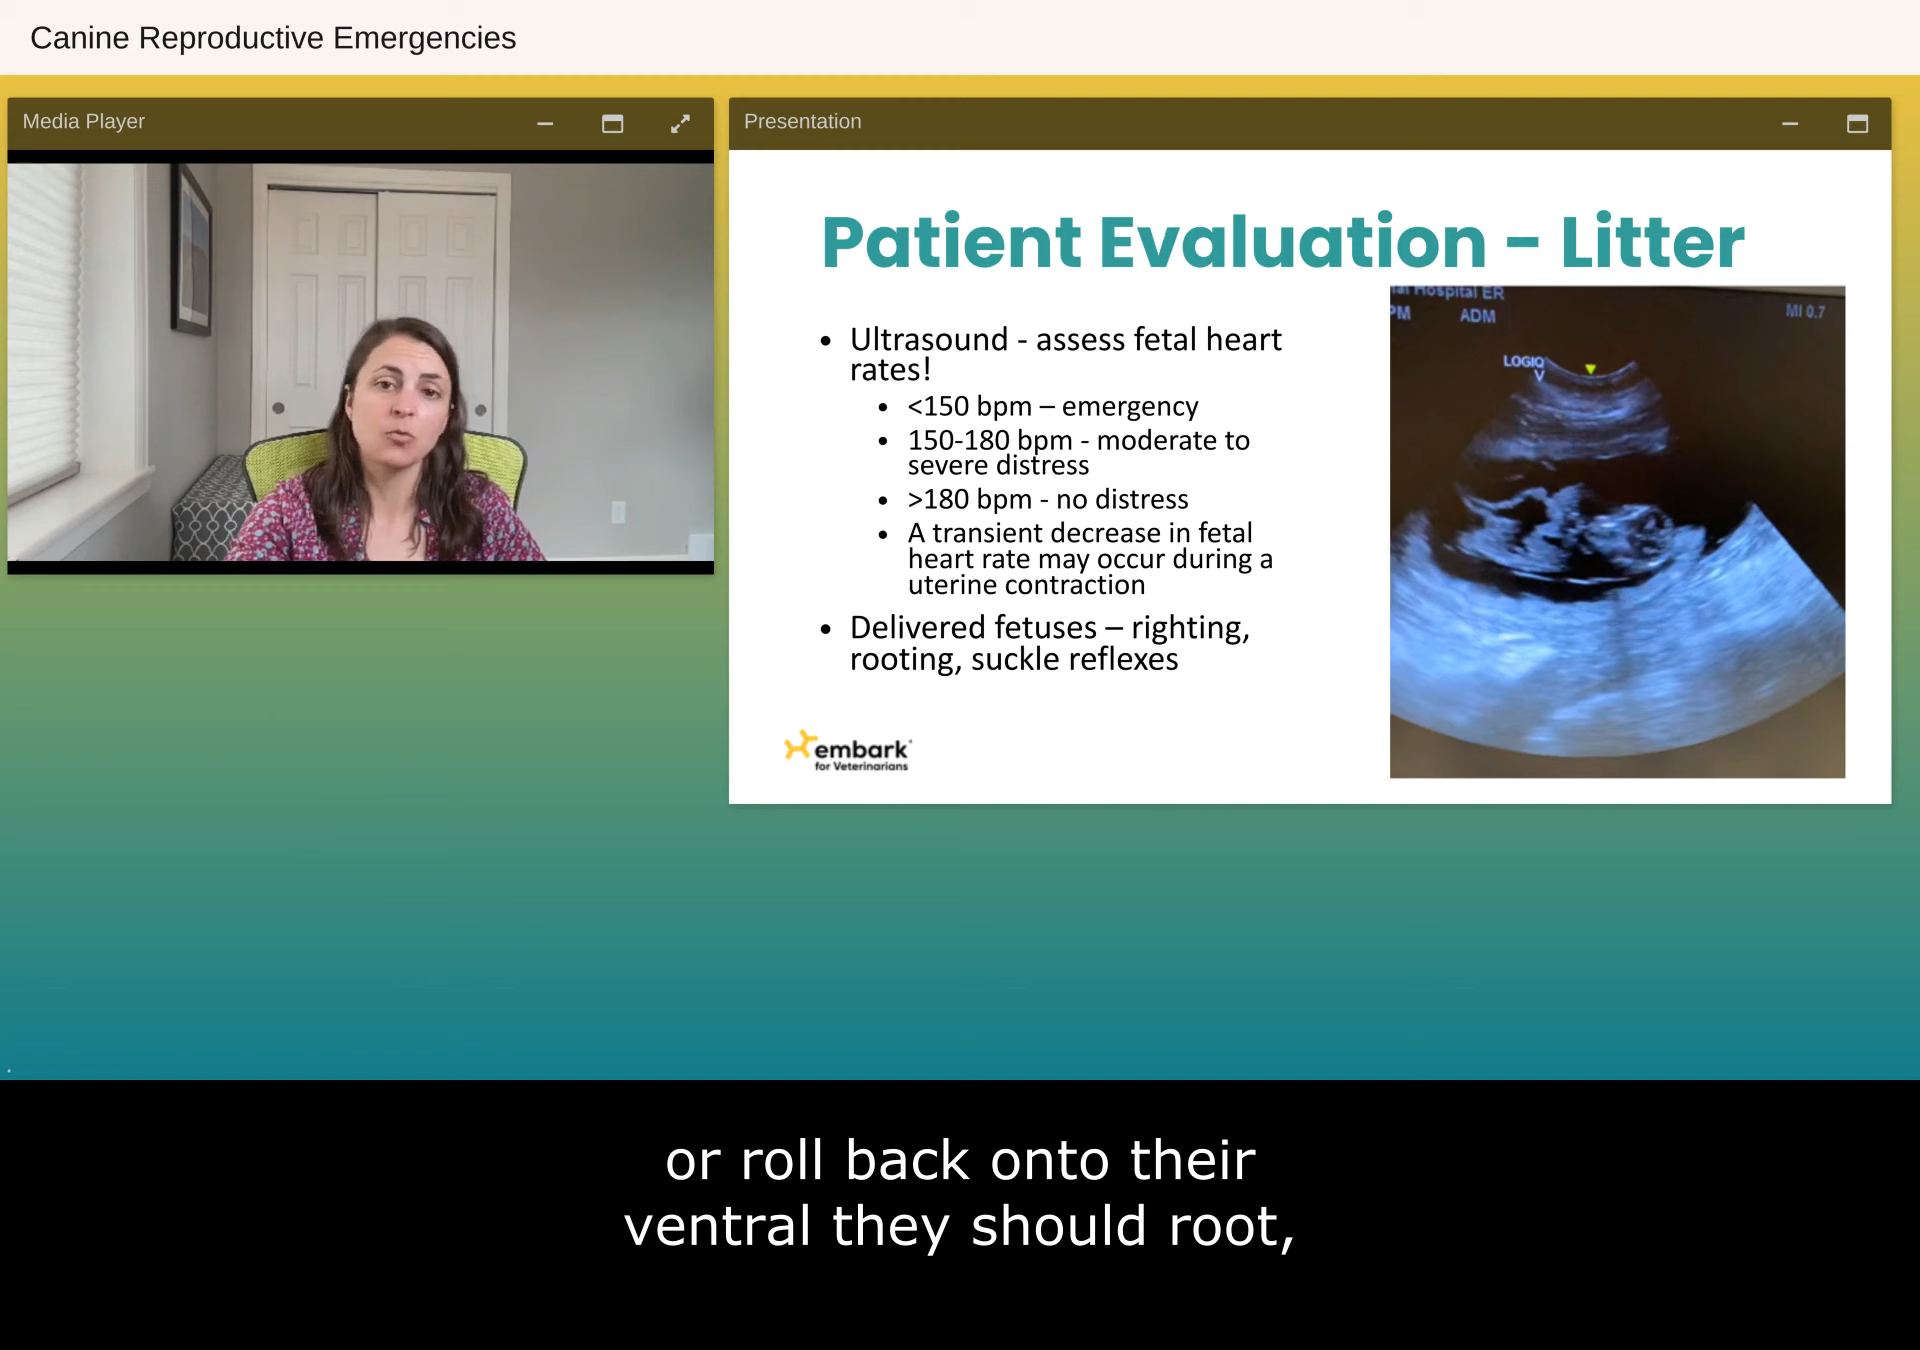 Canine Reproductive Emergencies
Media Player
Presentation
Patient Evaluation - Litter
• Ultrasound - assess fetal heart
rates!
• <150 bpm – emergency
• 150-180 bpm - moderate to
severe distress
• >180 bpm - no distress
• A transient decrease in fetal
heart rate may occur during a
uterine contraction
• Delivered fetuses – righting,
rooting, suckle reflexes
embark
for Veterinarians
Hospital ER
PM ADM MI 0.7
LOGIQ
V
or roll back onto their
ventral they should root,